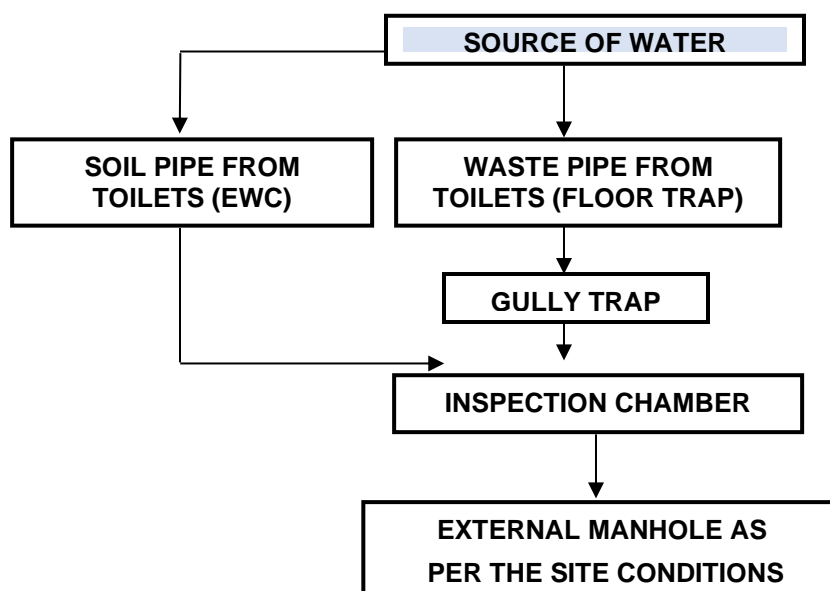 SOURCE OF WATER
SOIL PIPE FROM
TOILETS (EWC)
WASTE PIPE FROM
TOILETS (FLOOR TRAP)
GULLY TRAP
INSPECTION CHAMBER
EXTERNAL MANHOLE AS
PER THE SITE CONDITIONS